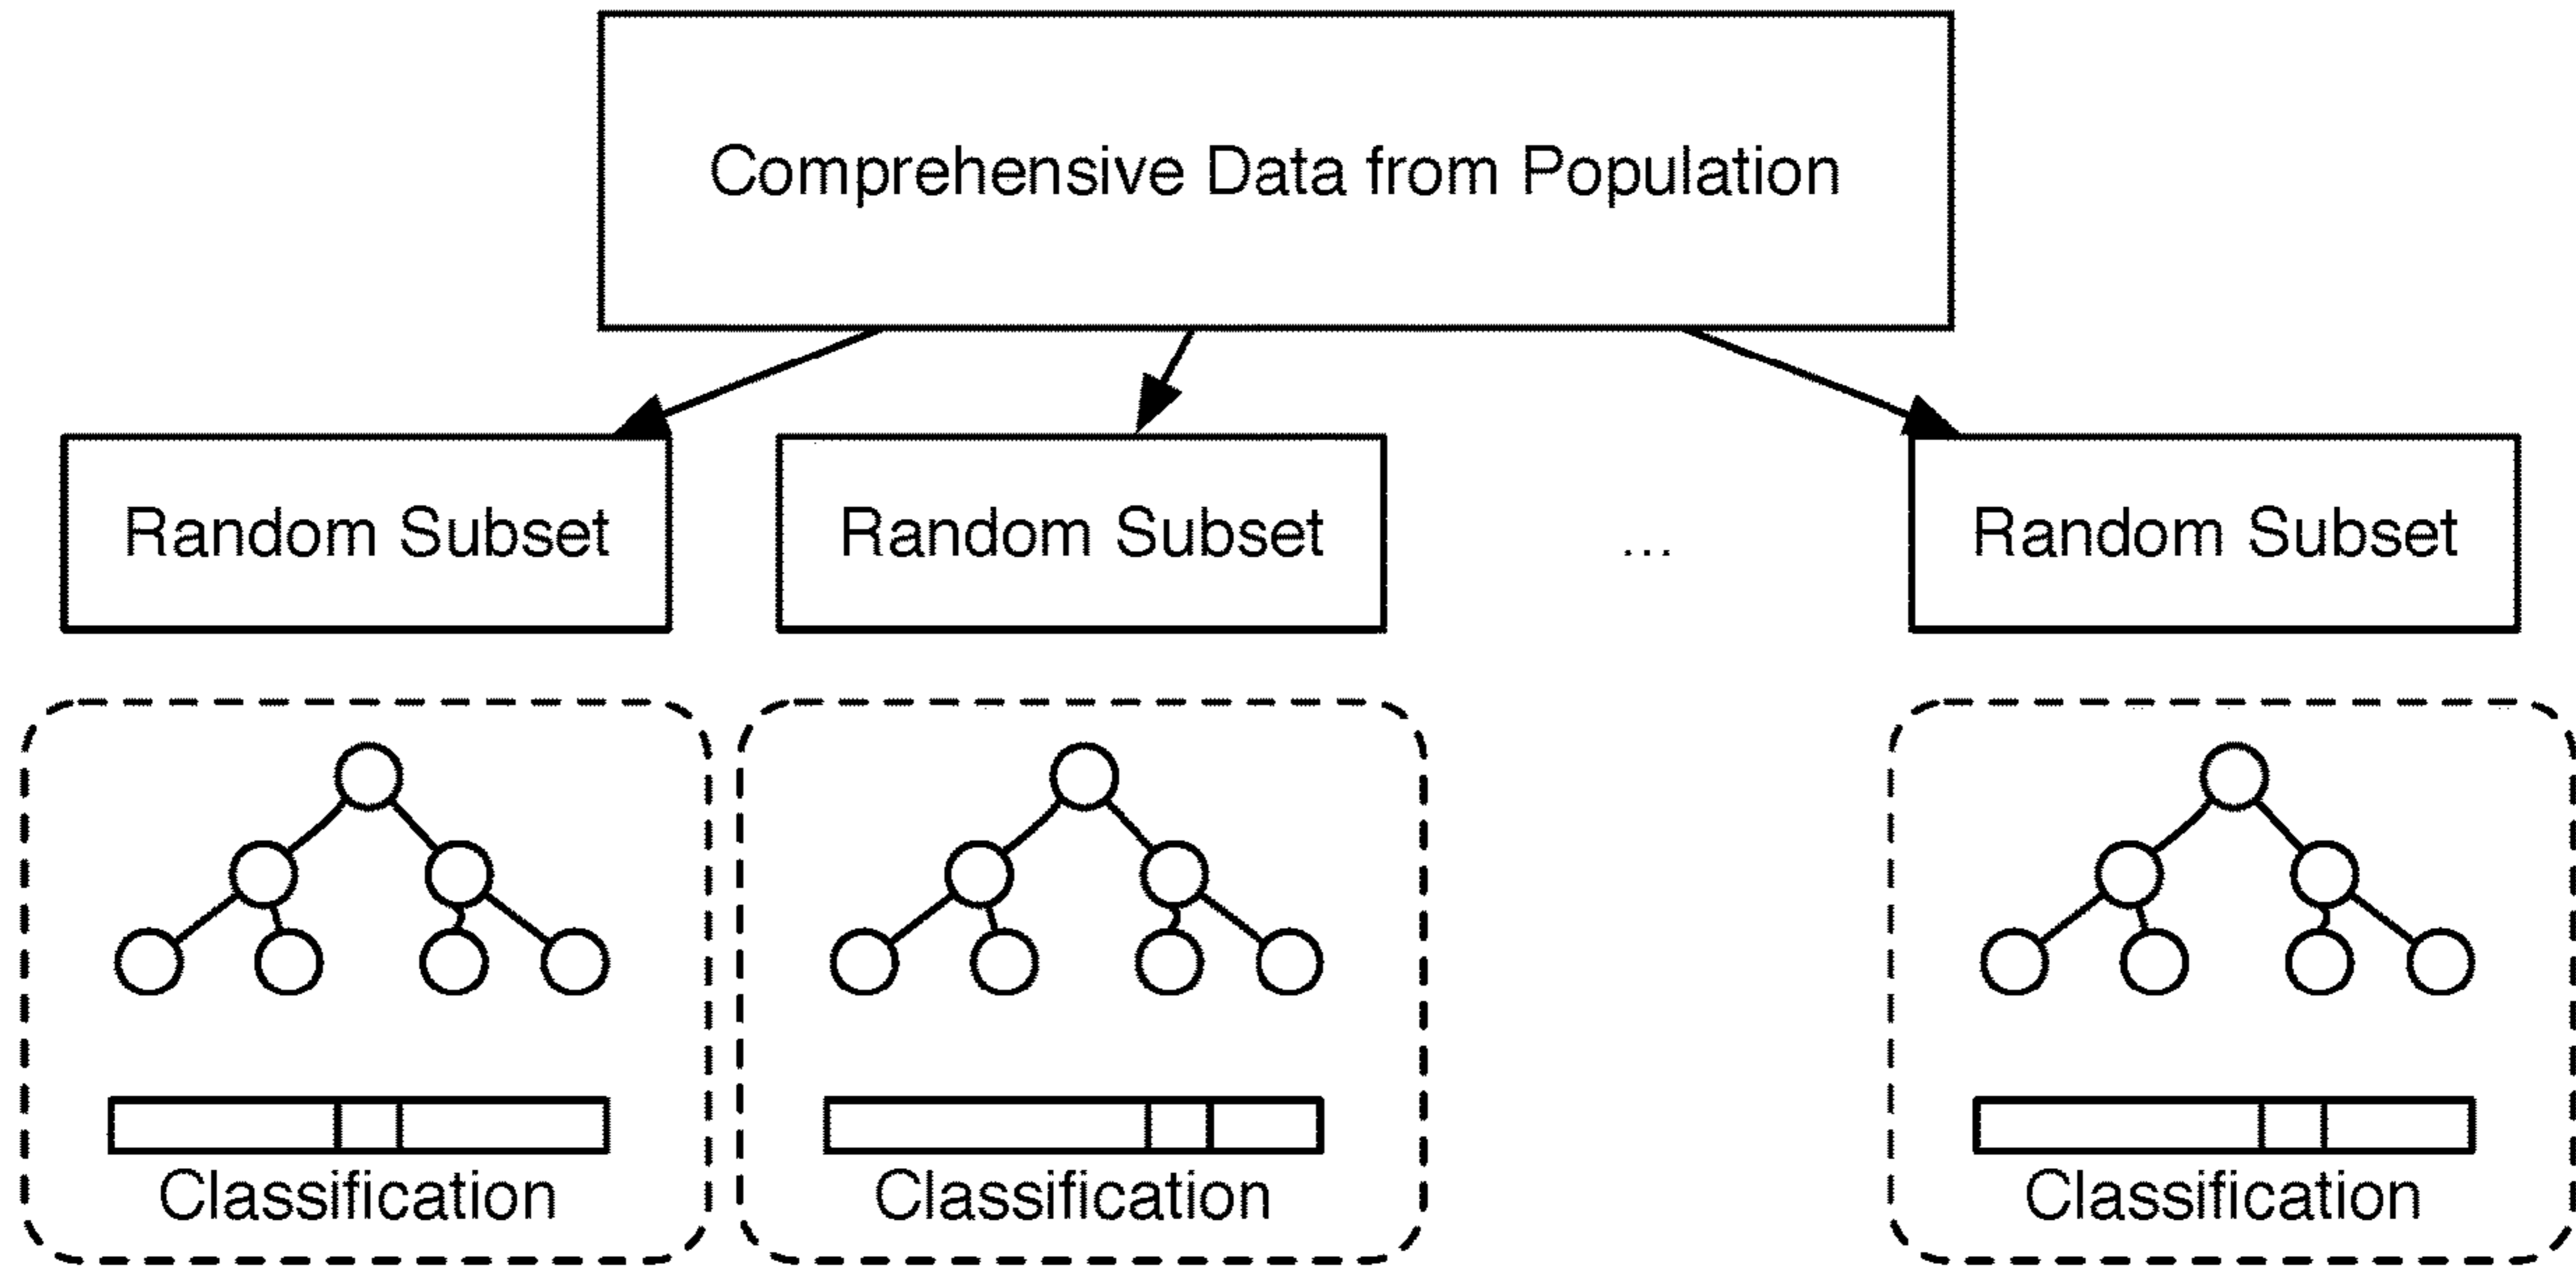 Comprehensive Data from Population
Random Subset
Random Subset
...
Random Subset
Classification
Classification
Classification